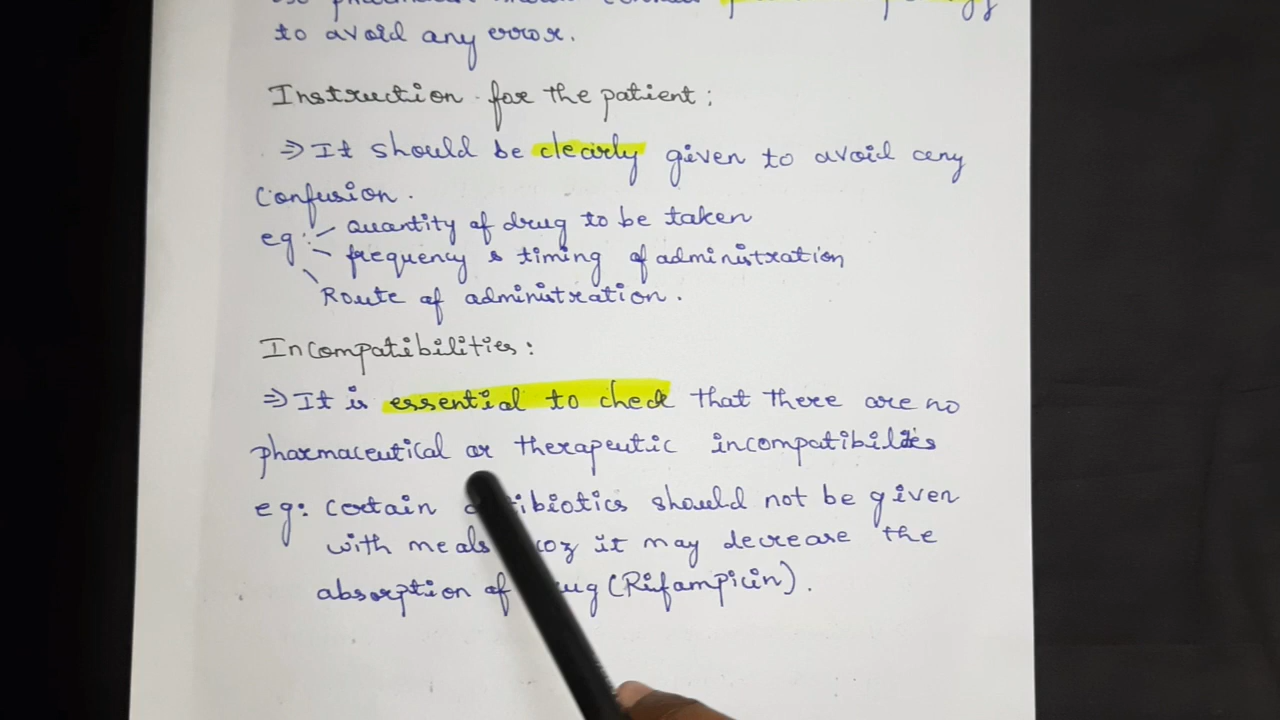 to avoid any error.
Instruction for the patient:
⇒ It should be clearly given to avoid any
Confusion.
eg:- quantity of drug to be taken
- frequency & timing of administration
\ Route of administration.
Incompatibilities:
⇒ It is essential to check that there are no
pharmaceutical or therapeutic incompatibilities
eg: Certain antibiotics should not be given
with meals coz it may decrease the
absorption of drug (Rifampicin).